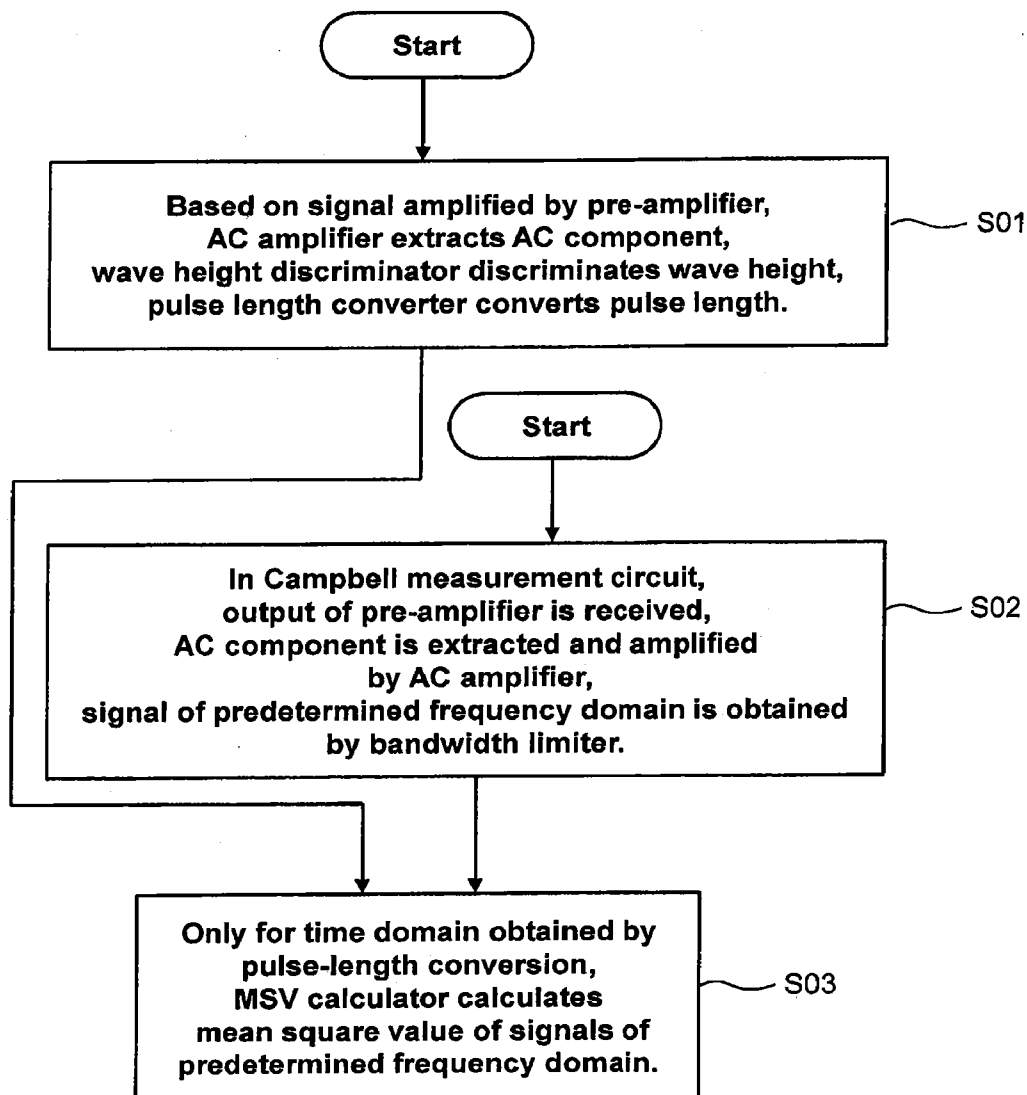 Start
Based on signal amplified by pre-amplifier,
AC amplifier extracts AC component,
wave height discriminator discriminates wave height,
pulse length converter converts pulse length.
S01
Start
In Campbell measurement circuit,
output of pre-amplifier is received,
AC component is extracted and amplified
by AC amplifier,
signal of predetermined frequency domain is obtained
by bandwidth limiter.
S02
Only for time domain obtained by
pulse-length conversion,
MSV calculator calculates
mean square value of signals of
predetermined frequency domain.
S03